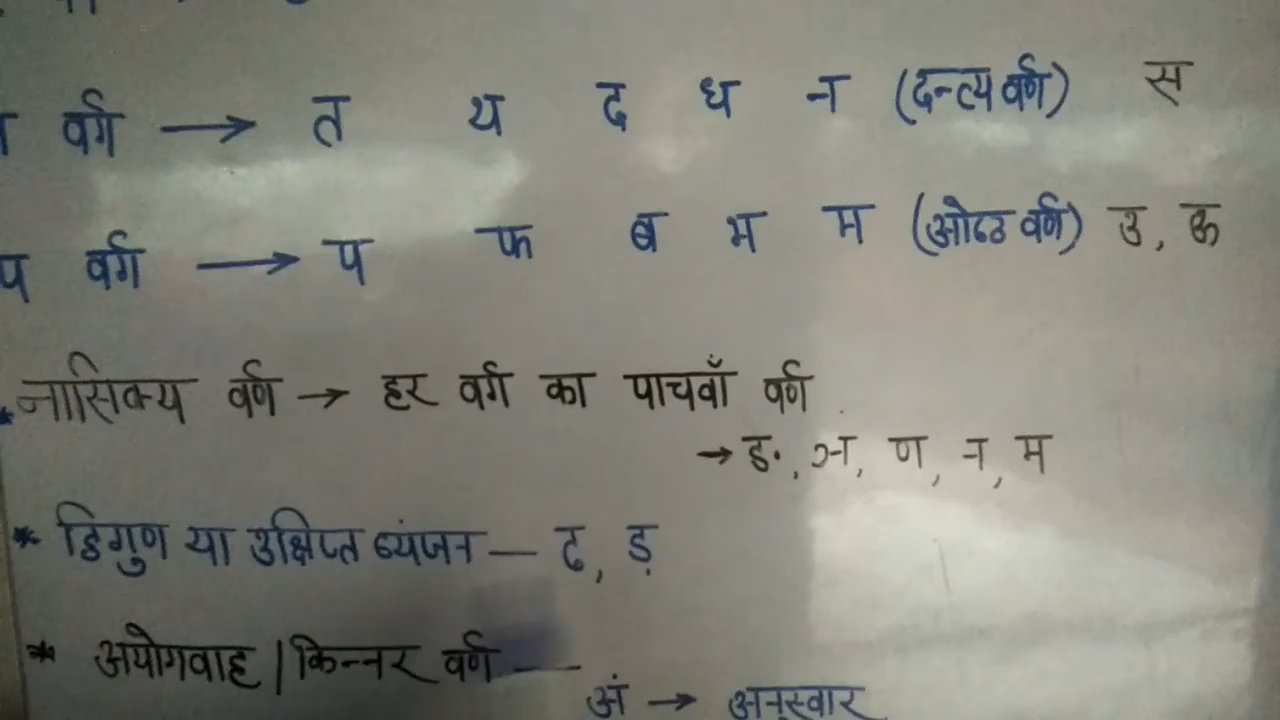 त वर्ग → त थ द ध न (दन्त्य वर्ण) स
प वर्ग → प फ ब भ म (ओष्ठ वर्ण) उ, ऊ
नासिक्य वर्ण → हर वर्ग का पाचवाँ वर्ण
→ ङ, ञ, ण, न, म
* द्विगुण या उक्षिप्त व्यंजन — ढ, ड़
* अयोगवाह | किन्नर वर्ण —
अं → अनुस्वार